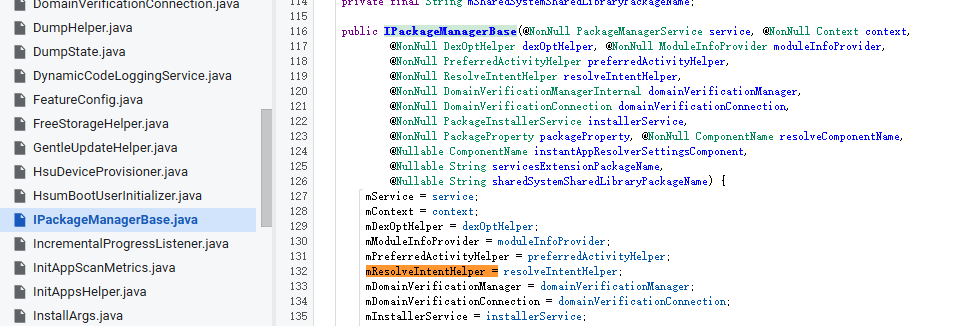 DomainVerificationConnection.java
DumpHelper.java
DumpState.java
DynamicCodeLoggingService.java
FeatureConfig.java
FreeStorageHelper.java
GentleUpdateHelper.java
HsuDeviceProvisioner.java
HsumBootUserInitializer.java
IPackageManagerBase.java
IncrementalProgressListener.java
InitAppScanMetrics.java
InitAppsHelper.java
InstallArgs.java
114 private final String mSharedSystemSharedLibraryPackageName;
115
116 public IPackageManagerBase(@NonNull PackageManagerService service, @NonNull Context context,
117 @NonNull DexOptHelper dexOptHelper, @NonNull ModuleInfoProvider moduleInfoProvider,
118 @NonNull PreferredActivityHelper preferredActivityHelper,
119 @NonNull ResolveIntentHelper resolveIntentHelper,
120 @NonNull DomainVerificationManagerInternal domainVerificationManager,
121 @NonNull DomainVerificationConnection domainVerificationConnection,
122 @NonNull PackageInstallerService installerService,
123 @NonNull PackageProperty packageProperty, @NonNull ComponentName resolveComponentName,
124 @Nullable ComponentName instantAppResolverSettingsComponent,
125 @Nullable String servicesExtensionPackageName,
126 @Nullable String sharedSystemSharedLibraryPackageName) {
127 mService = service;
128 mContext = context;
129 mDexOptHelper = dexOptHelper;
130 mModuleInfoProvider = moduleInfoProvider;
131 mPreferredActivityHelper = preferredActivityHelper;
132 mResolveIntentHelper = resolveIntentHelper;
133 mDomainVerificationManager = domainVerificationManager;
134 mDomainVerificationConnection = domainVerificationConnection;
135 mInstallerService = installerService;